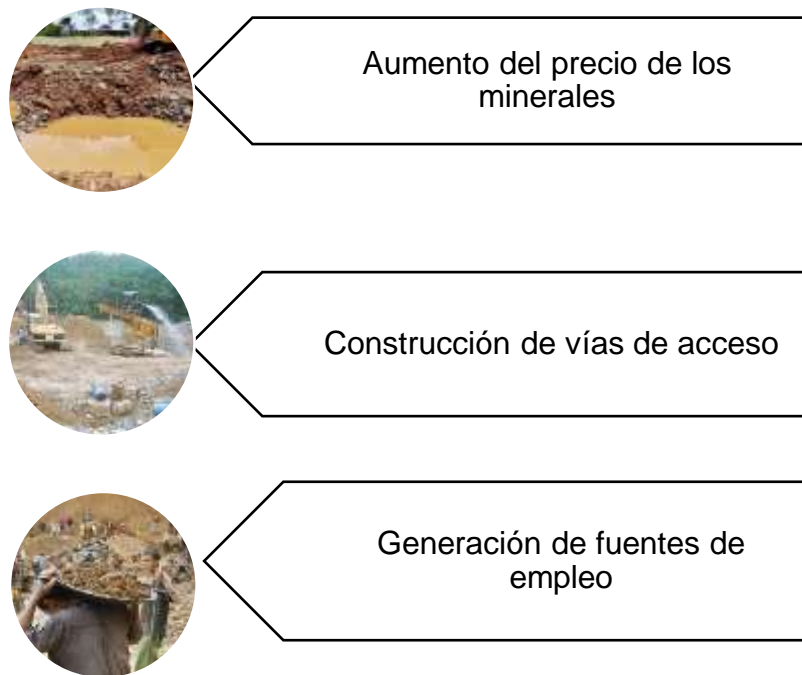 Aumento del precio de los
minerales
Construcción de vías de acceso
Generación de fuentes de
empleo